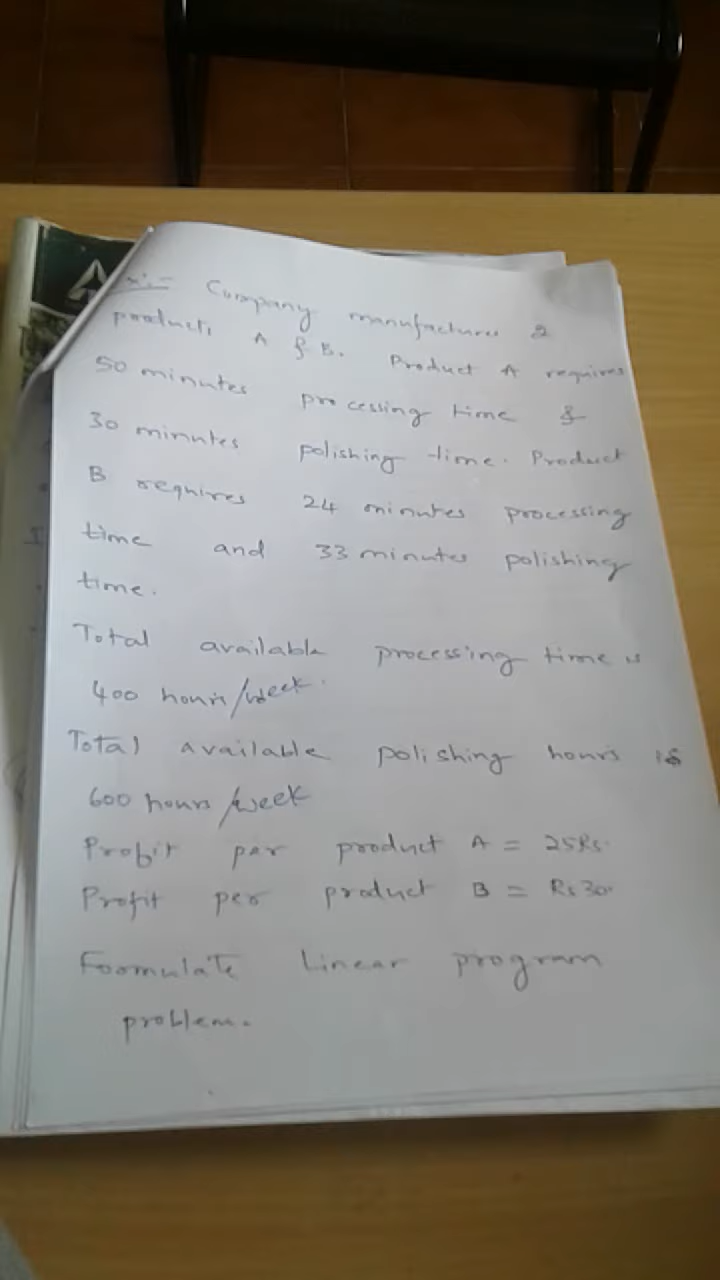 Ex:- Company manufactures 2
products A & B. Product A requires
50 minutes processing time &
30 minutes polishing time. Product
B requires 24 minutes processing
time and 33 minutes polishing
time.
Total available processing time is
400 hours/week.
Total available polishing hours is
600 hours/week
Profit per product A = 25Rs.
Profit per product B = Rs 30.
Foomulate linear program
problem.